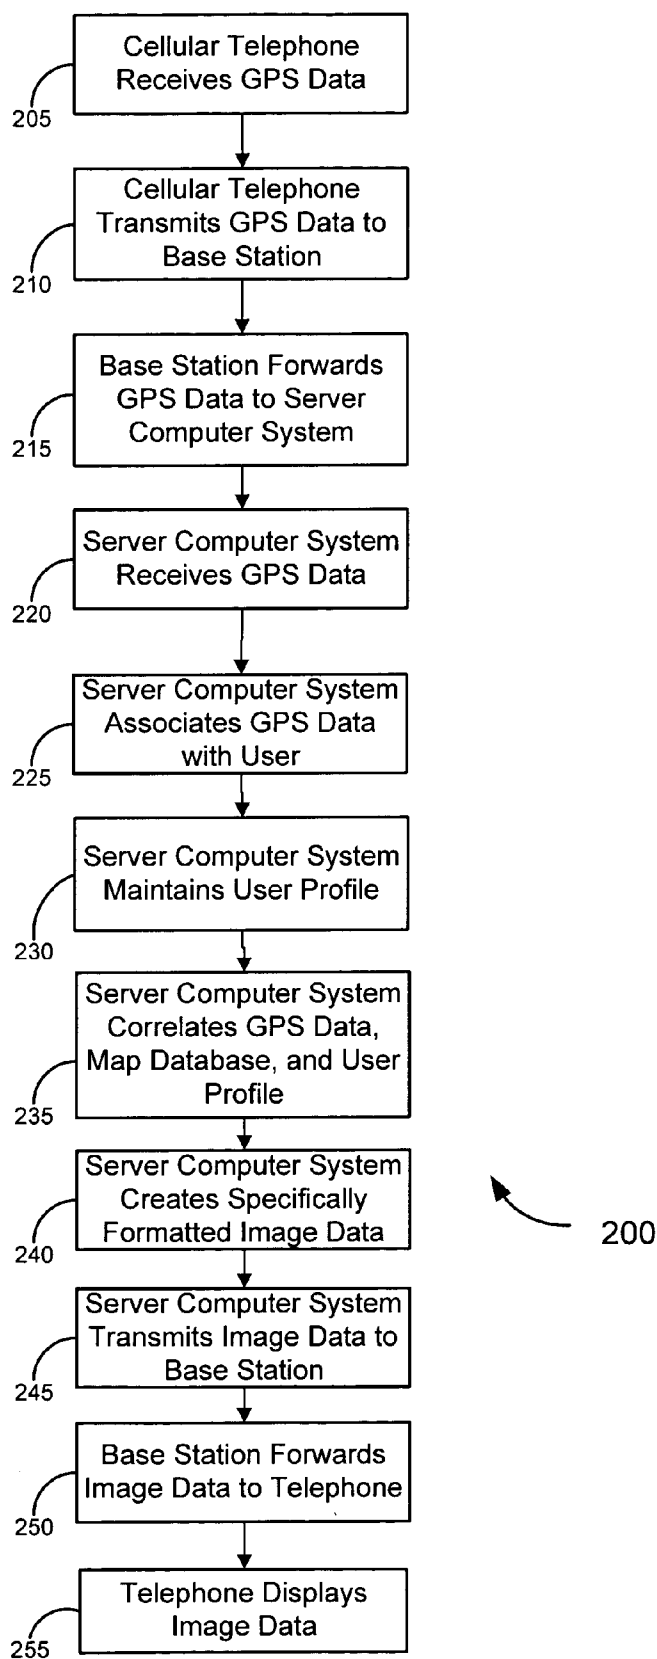 Cellular Telephone
Receives GPS Data
205
Cellular Telephone
Transmits GPS Data to
Base Station
210
Base Station Forwards
GPS Data to Server
Computer System
215
Server Computer System
Receives GPS Data
220
Server Computer System
Associates GPS Data
with User
225
Server Computer System
Maintains User Profile
230
Server Computer System
Correlates GPS Data,
Map Database, and User
Profile
235
Server Computer System
Creates Specifically
Formatted Image Data
240
200
Server Computer System
Transmits Image Data to
Base Station
245
Base Station Forwards
Image Data to Telephone
250
Telephone Displays
Image Data
255